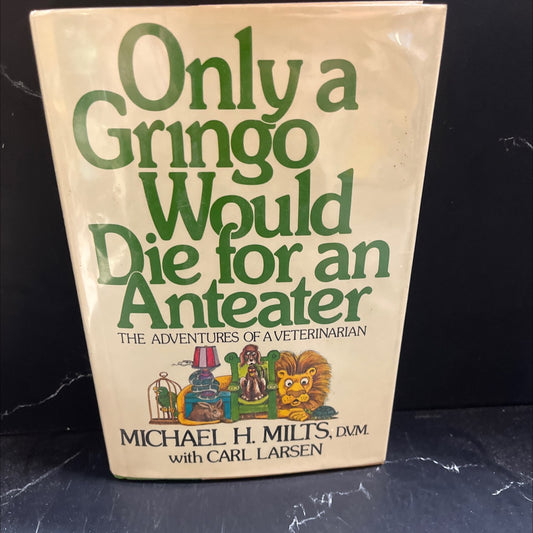 Only a
Gringo
Would
Die for an
Anteater
THE ADVENTURES OF A VETERINARIAN
MICHAEL H. MILTS, D.V.M.
with CARL LARSEN